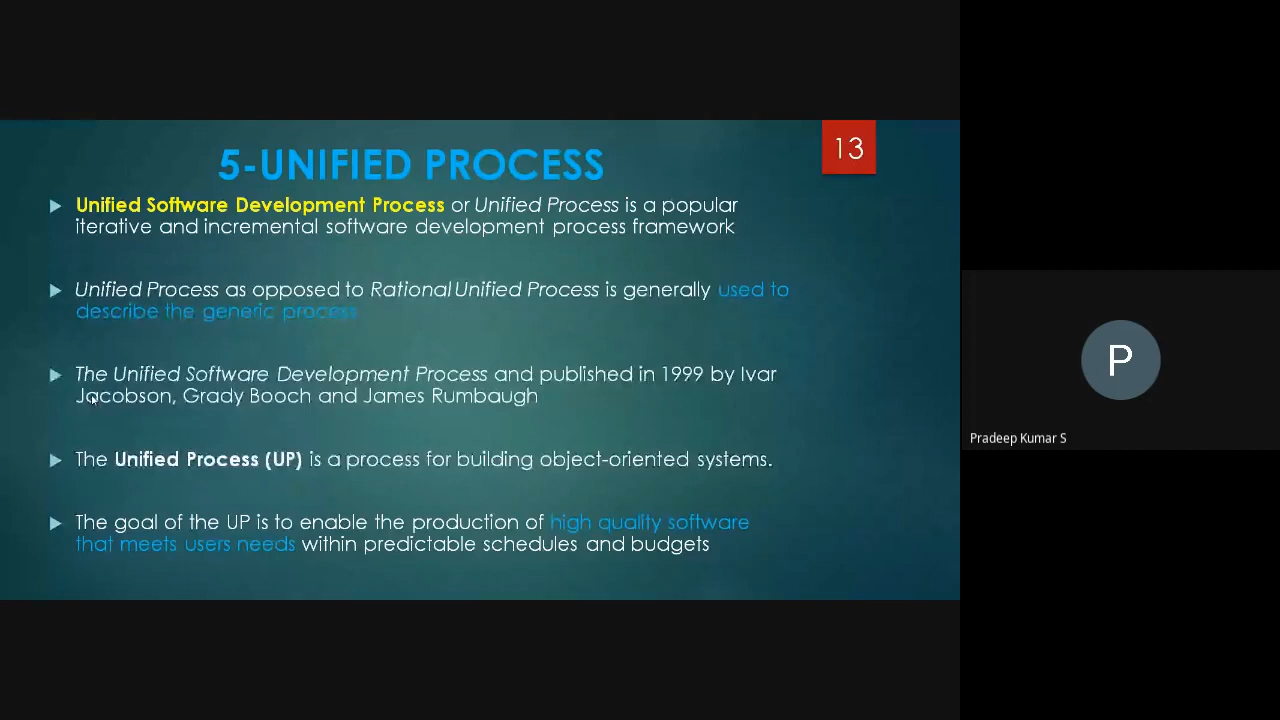 5-UNIFIED PROCESS
13
Unified Software Development Process or Unified Process is a popular
iterative and incremental software development process framework
Unified Process as opposed to Rational Unified Process is generally used to
describe the generic process
The Unified Software Development Process and published in 1999 by Ivar
Jacobson, Grady Booch and James Rumbaugh
The Unified Process (UP) is a process for building object-oriented systems.
The goal of the UP is to enable the production of high quality software
that meets users needs within predictable schedules and budgets
P
Pradeep Kumar S